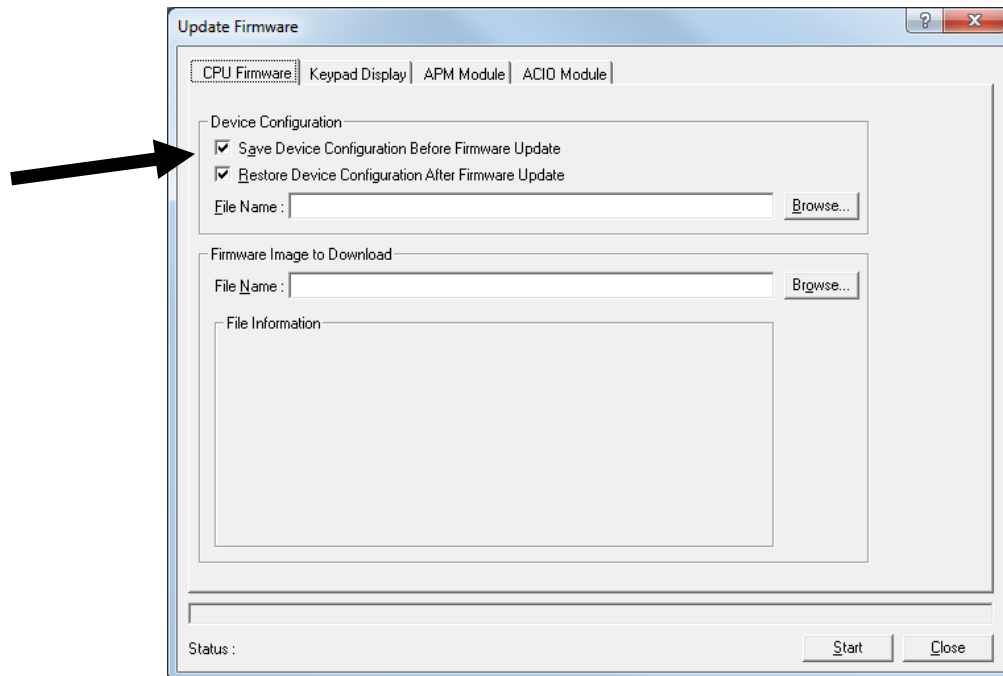 Update Firmware
CPU Firmware Keypad Display APM Module ACIO Module
Device Configuration
Save Device Configuration Before Firmware Update
Restore Device Configuration After Firmware Update
File Name : Browse...
Firmware Image to Download
File Name : Browse...
File Information
Status : Start Close